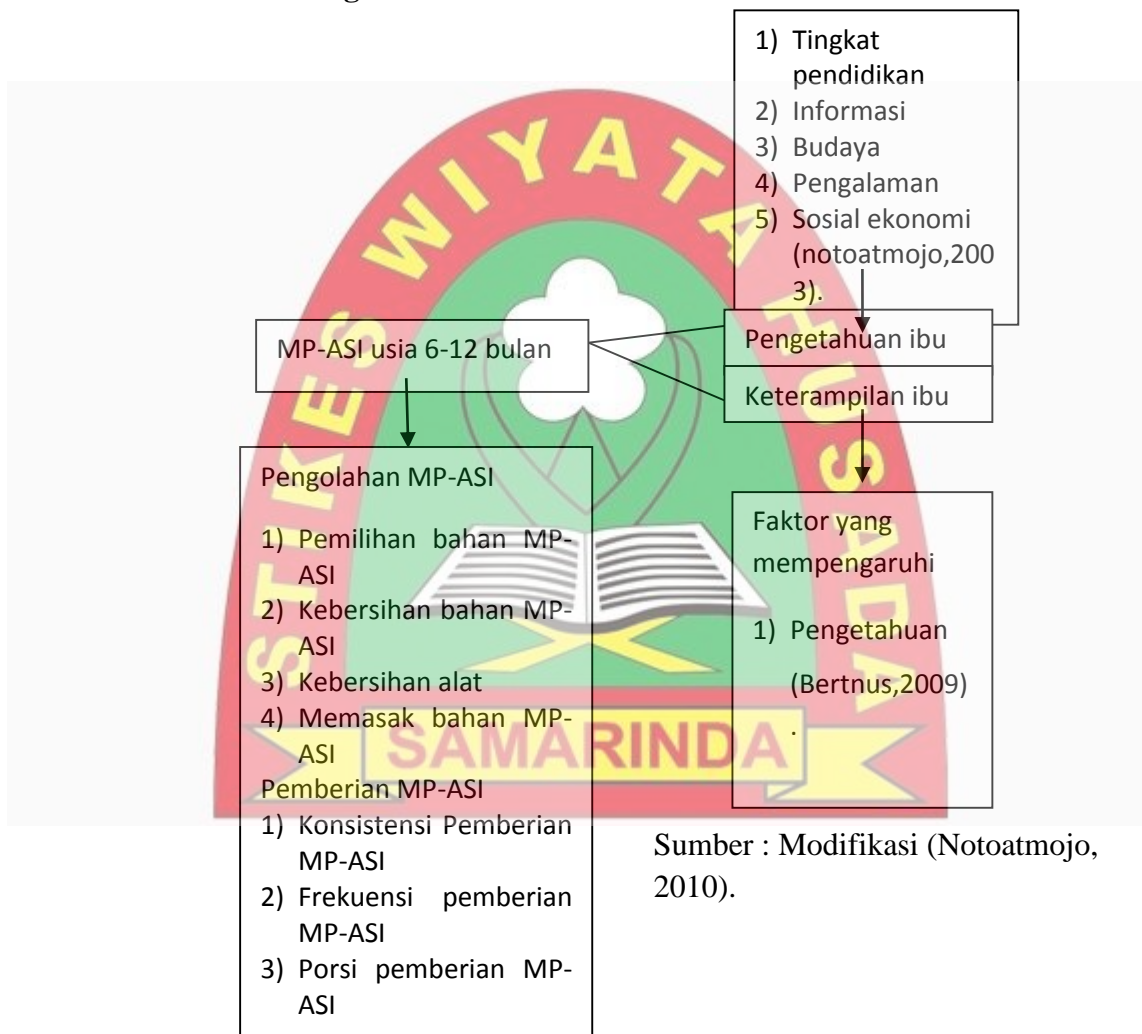 1) Tingkat
pendidikan
2) Informasi
3) Budaya
4) Pengalaman
5) Sosial ekonomi
(notoatmojo,200
3).
MP-ASI usia 6-12 bulan
Pengetahuan ibu
Keterampilan ibu
Pengolahan MP-ASI
1) Pemilihan bahan MP-
ASI
2) Kebersihan bahan MP-
ASI
3) Kebersihan alat
4) Memasak bahan MP-
ASI
Pemberian MP-ASI
1) Konsistensi Pemberian
MP-ASI
2) Frekuensi pemberian
MP-ASI
3) Porsi pemberian MP-
ASI
Faktor yang
mempengaruhi
1) Pengetahuan
(Bertnus,2009)
.
Sumber : Modifikasi (Notoatmojo,
2010).
STIKES WIYATA HUSADA
SAMARINDA